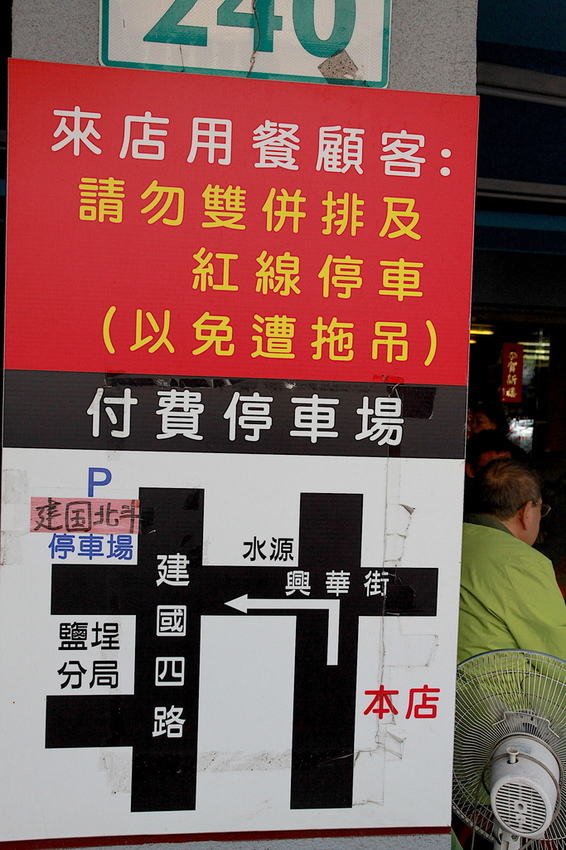 240
來店用餐顧客:
請勿雙併排及
紅線停車
(以免遭拖吊)
付費停車場
P
建国北斗
停車場
水源
興華街
建國四路
鹽埕
分局
本店